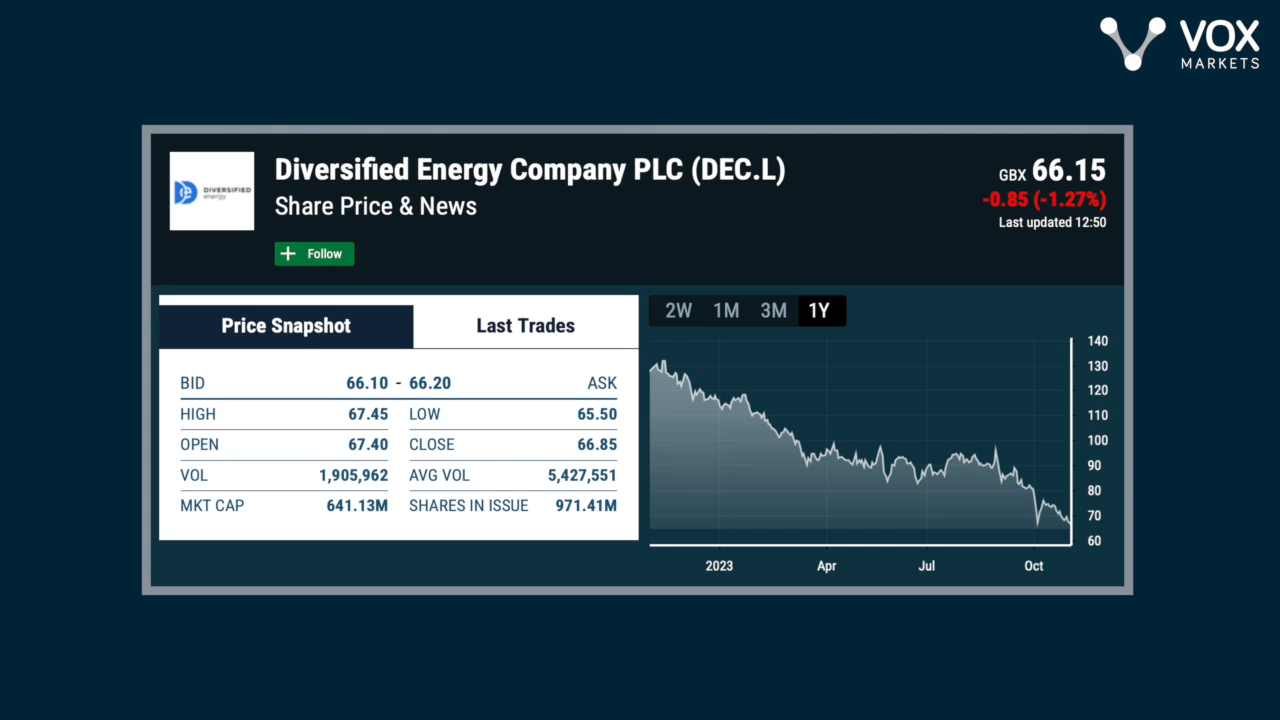 VOX
MARKETS
DIVERSIFIED
energy
Diversified Energy Company PLC (DEC.L)
Share Price & News
+ Follow
GBX 66.15
-0.85 (-1.27%)
Last updated 12:50
Price Snapshot
Last Trades
BID 66.10 - 66.20 ASK
HIGH 67.45 LOW 65.50
OPEN 67.40 CLOSE 66.85
VOL 1,905,962 AVG VOL 5,427,551
MKT CAP 641.13M SHARES IN ISSUE 971.41M
2W 1M 3M 1Y
140
130
120
110
100
90
80
70
60
2023 Apr Jul Oct